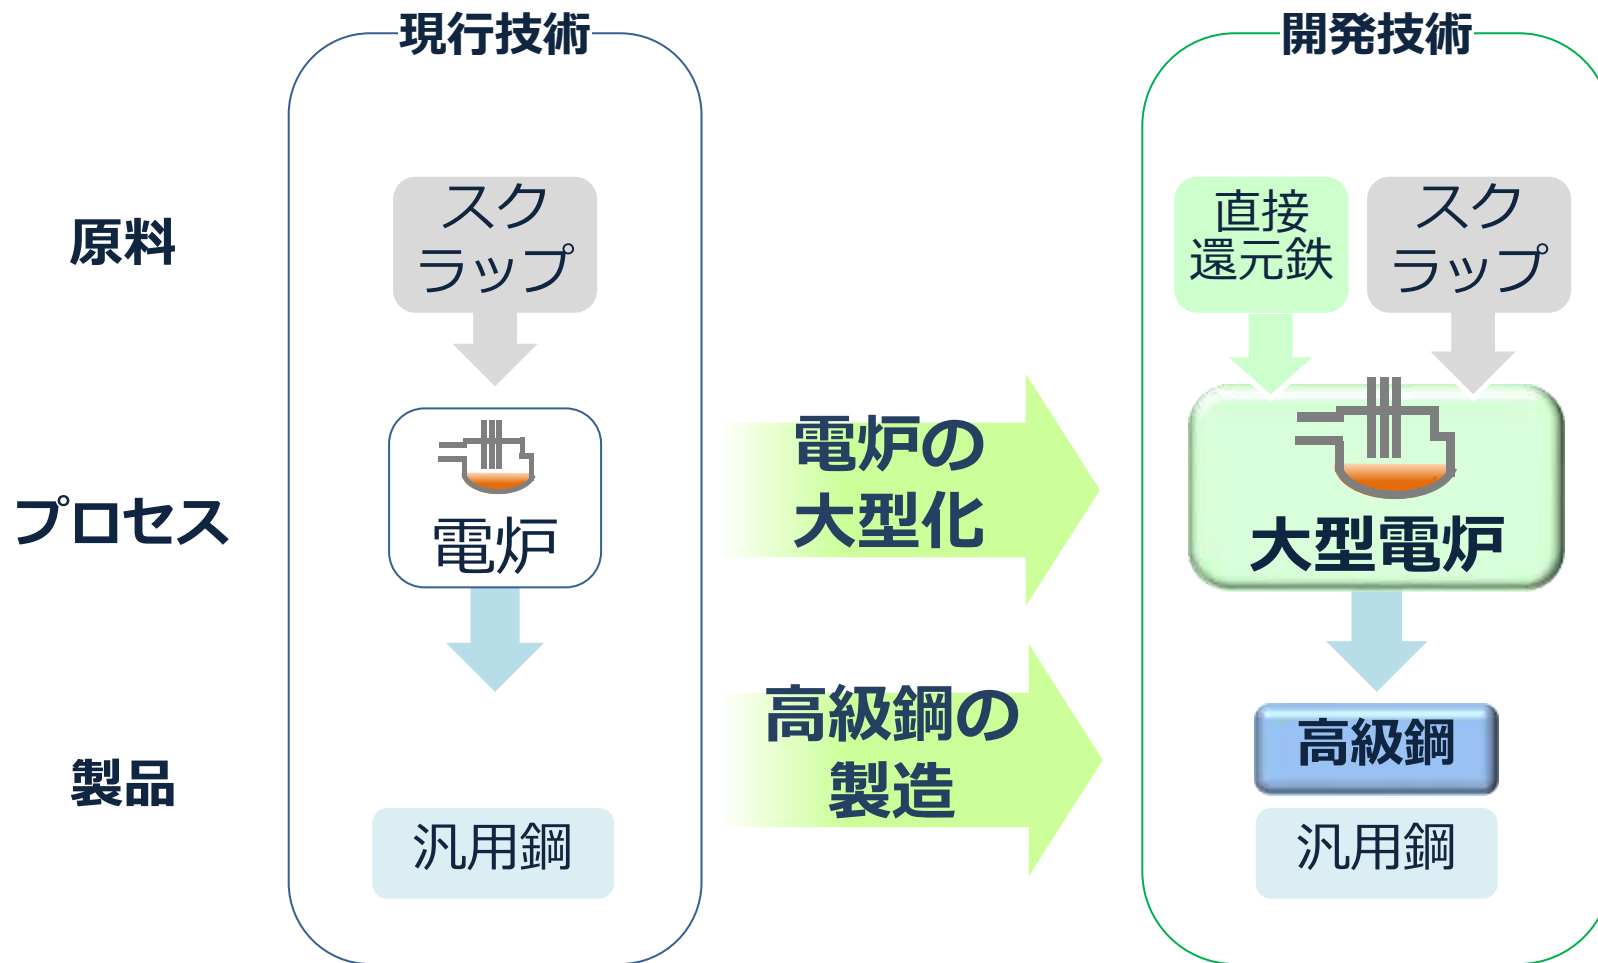 現行技術
開発技術
原料
スク
ラップ
直接
還元鉄
スク
ラップ
プロセス
電炉
電炉の
大型化
大型電炉
製品
汎用鋼
高級鋼の
製造
高級鋼
汎用鋼